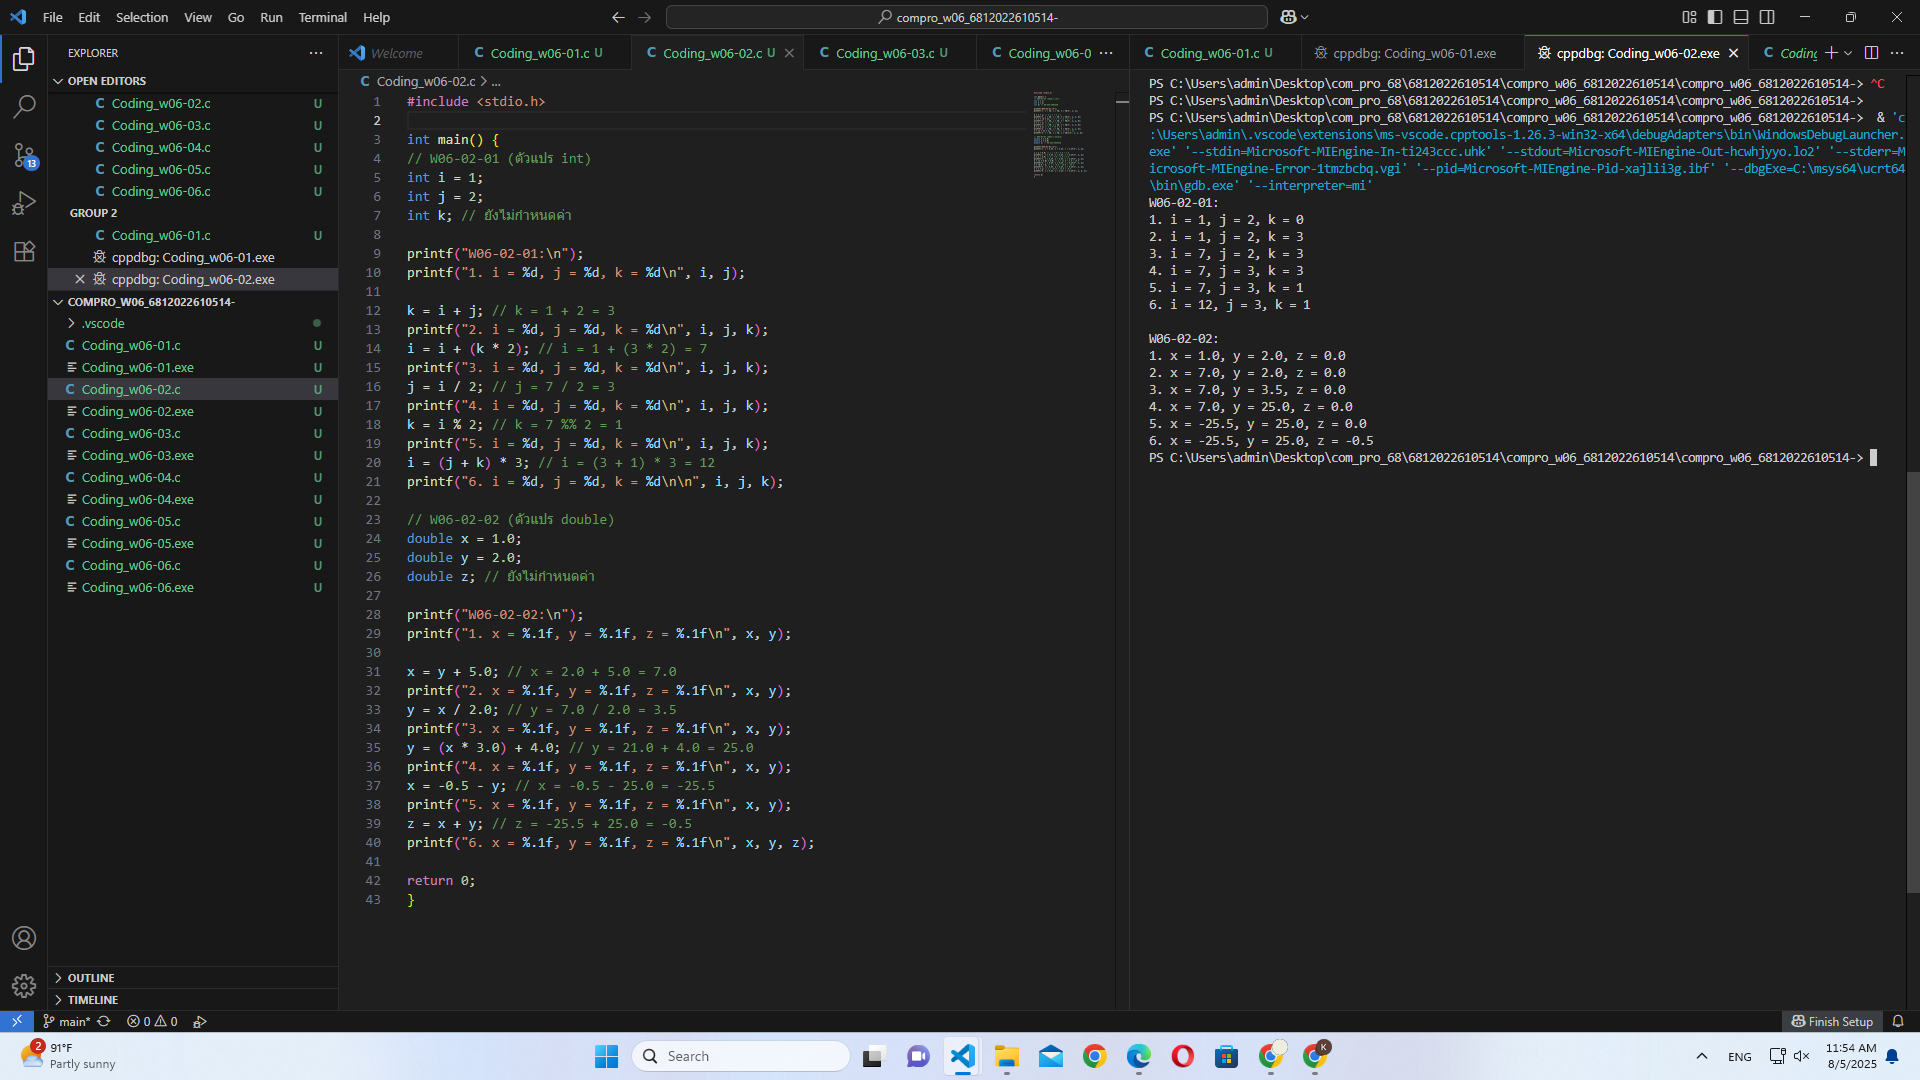 File Edit Selection View Go Run Terminal Help
compro_w06_6812022610514-
EXPLORER
OPEN EDITORS
Coding_w06-02.c U
Coding_w06-03.c U
Coding_w06-04.c U
Coding_w06-05.c U
Coding_w06-06.c U
GROUP 2
Coding_w06-01.c U
cppdbg: Coding_w06-01.exe
cppdbg: Coding_w06-02.exe
COMPRO_W06_6812022610514-
.vscode
Coding_w06-01.c U
Coding_w06-01.exe U
Coding_w06-02.c U
Coding_w06-02.exe U
Coding_w06-03.c U
Coding_w06-03.exe U
Coding_w06-04.c U
Coding_w06-04.exe U
Coding_w06-05.c U
Coding_w06-05.exe U
Coding_w06-06.c U
Coding_w06-06.exe U
OUTLINE
TIMELINE
13
Welcome Coding_w06-01.c U Coding_w06-02.c U Coding_w06-03.c U Coding_w06-0
Coding_w06-02.c > ...
1 #include <stdio.h>
2
3 int main() {
4 // W06-02-01 (ตัวแปร int)
5 int i = 1;
6 int j = 2;
7 int k; // ยังไม่กำหนดค่า
8
9 printf("W06-02-01:\n");
10 printf("1. i = %d, j = %d, k = %d\n", i, j);
11
12 k = i + j; // k = 1 + 2 = 3
13 printf("2. i = %d, j = %d, k = %d\n", i, j, k);
14 i = i + (k * 2); // i = 1 + (3 * 2) = 7
15 printf("3. i = %d, j = %d, k = %d\n", i, j, k);
16 j = i / 2; // j = 7 / 2 = 3
17 printf("4. i = %d, j = %d, k = %d\n", i, j, k);
18 k = i % 2; // k = 7 %% 2 = 1
19 printf("5. i = %d, j = %d, k = %d\n", i, j, k);
20 i = (j + k) * 3; // i = (3 + 1) * 3 = 12
21 printf("6. i = %d, j = %d, k = %d\n\n", i, j, k);
22
23 // W06-02-02 (ตัวแปร double)
24 double x = 1.0;
25 double y = 2.0;
26 double z; // ยังไม่กำหนดค่า
27
28 printf("W06-02-02:\n");
29 printf("1. x = %.1f, y = %.1f, z = %.1f\n", x, y);
30
31 x = y + 5.0; // x = 2.0 + 5.0 = 7.0
32 printf("2. x = %.1f, y = %.1f, z = %.1f\n", x, y);
33 y = x / 2.0; // y = 7.0 / 2.0 = 3.5
34 printf("3. x = %.1f, y = %.1f, z = %.1f\n", x, y);
35 y = (x * 3.0) + 4.0; // y = 21.0 + 4.0 = 25.0
36 printf("4. x = %.1f, y = %.1f, z = %.1f\n", x, y);
37 x = -0.5 - y; // x = -0.5 - 25.0 = -25.5
38 printf("5. x = %.1f, y = %.1f, z = %.1f\n", x, y);
39 z = x + y; // z = -25.5 + 25.0 = -0.5
40 printf("6. x = %.1f, y = %.1f, z = %.1f\n", x, y, z);
41
42 return 0;
43 }
Coding_w06-01.c U cppdbg: Coding_w06-01.exe cppdbg: Coding_w06-02.exe Coding
PS C:\Users\admin\Desktop\com_pro_68\6812022610514\compro_w06_6812022610514\compro_w06_6812022610514-> ^C
PS C:\Users\admin\Desktop\com_pro_68\6812022610514\compro_w06_6812022610514\compro_w06_6812022610514->
PS C:\Users\admin\Desktop\com_pro_68\6812022610514\compro_w06_6812022610514\compro_w06_6812022610514-> & 'c
:\Users\admin\.vscode\extensions\ms-vscode.cpptools-1.26.3-win32-x64\debugAdapters\bin\WindowsDebugLauncher.
exe' '--stdin=Microsoft-MIEngine-In-ti243ccc.uhk' '--stdout=Microsoft-MIEngine-Out-hcwhjyyo.lo2' '--stderr=M
icrosoft-MIEngine-Error-1tmzbcbq.vgi' '--pid=Microsoft-MIEngine-Pid-xajlii3g.ibf' '--dbgExe=C:\msys64\ucrt64
\bin\gdb.exe' '--interpreter=mi'
W06-02-01:
1. i = 1, j = 2, k = 0
2. i = 1, j = 2, k = 3
3. i = 7, j = 2, k = 3
4. i = 7, j = 3, k = 3
5. i = 7, j = 3, k = 1
6. i = 12, j = 3, k = 1

W06-02-02:
1. x = 1.0, y = 2.0, z = 0.0
2. x = 7.0, y = 2.0, z = 0.0
3. x = 7.0, y = 3.5, z = 0.0
4. x = 7.0, y = 25.0, z = 0.0
5. x = -25.5, y = 25.0, z = 0.0
6. x = -25.5, y = 25.0, z = -0.5
PS C:\Users\admin\Desktop\com_pro_68\6812022610514\compro_w06_6812022610514\compro_w06_6812022610514->
main* 0 0 Finish Setup
2 91°F
Partly sunny
Search
K
ENG
11:54 AM
8/5/2025